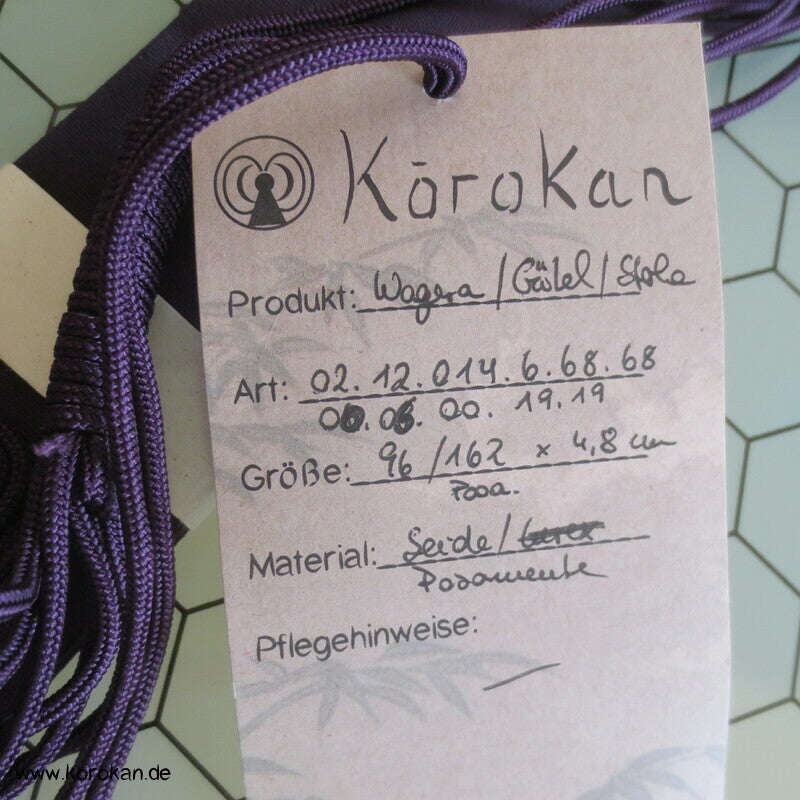 Kōrokan
Produkt: Wagesa / Gürtel / Stola
Art: 02.12.014.6.68.68
00.06.00.19.19
Größe: 96 / 162 x 4,8 cm
Posa.
Material: Seide /
Posamente
Pflegehinweise:
www.korokan.de